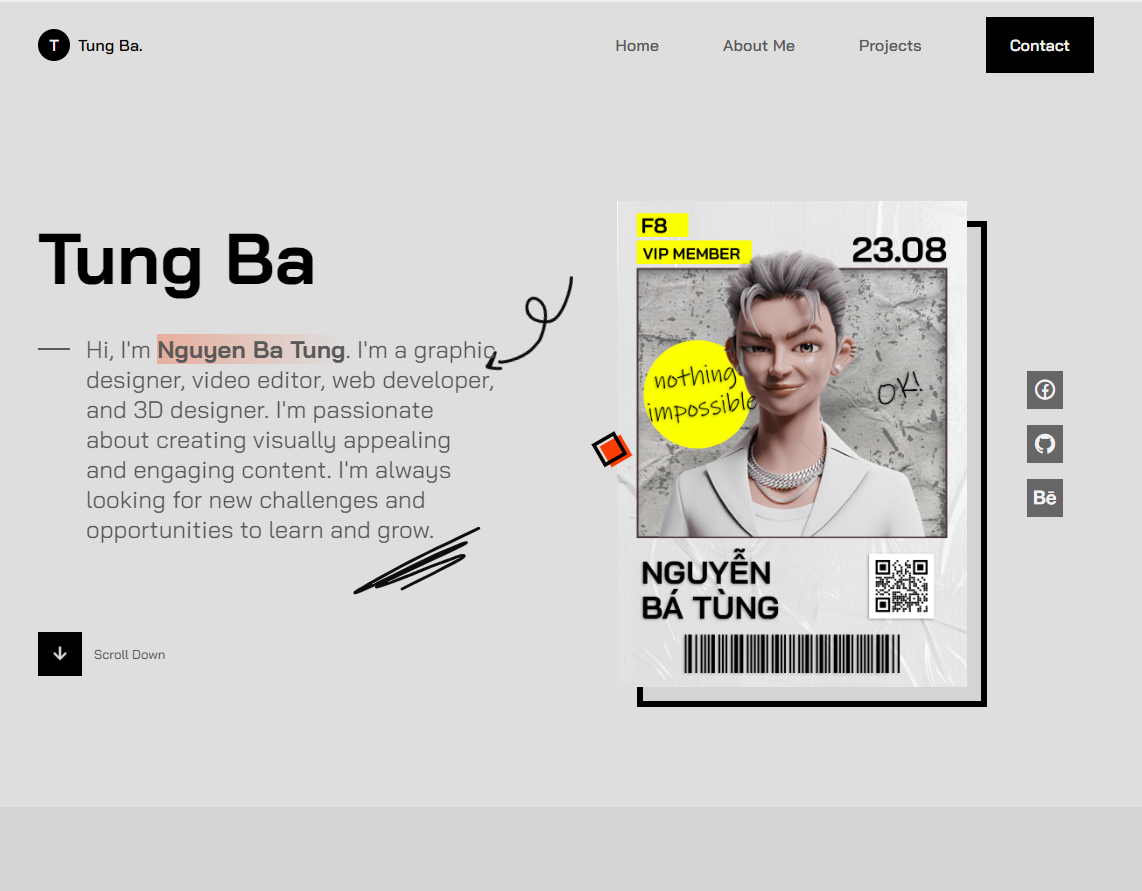 T Tung Ba.
Home About Me Projects Contact
Tung Ba
Hi, I'm Nguyen Ba Tung. I'm a graphic
designer, video editor, web developer,
and 3D designer. I'm passionate
about creating visually appealing
and engaging content. I'm always
looking for new challenges and
opportunities to learn and grow.
Scroll Down
F8
VIP MEMBER
23.08
nothing
impossible
OK!
NGUYỄN
BÁ TÙNG
Bē